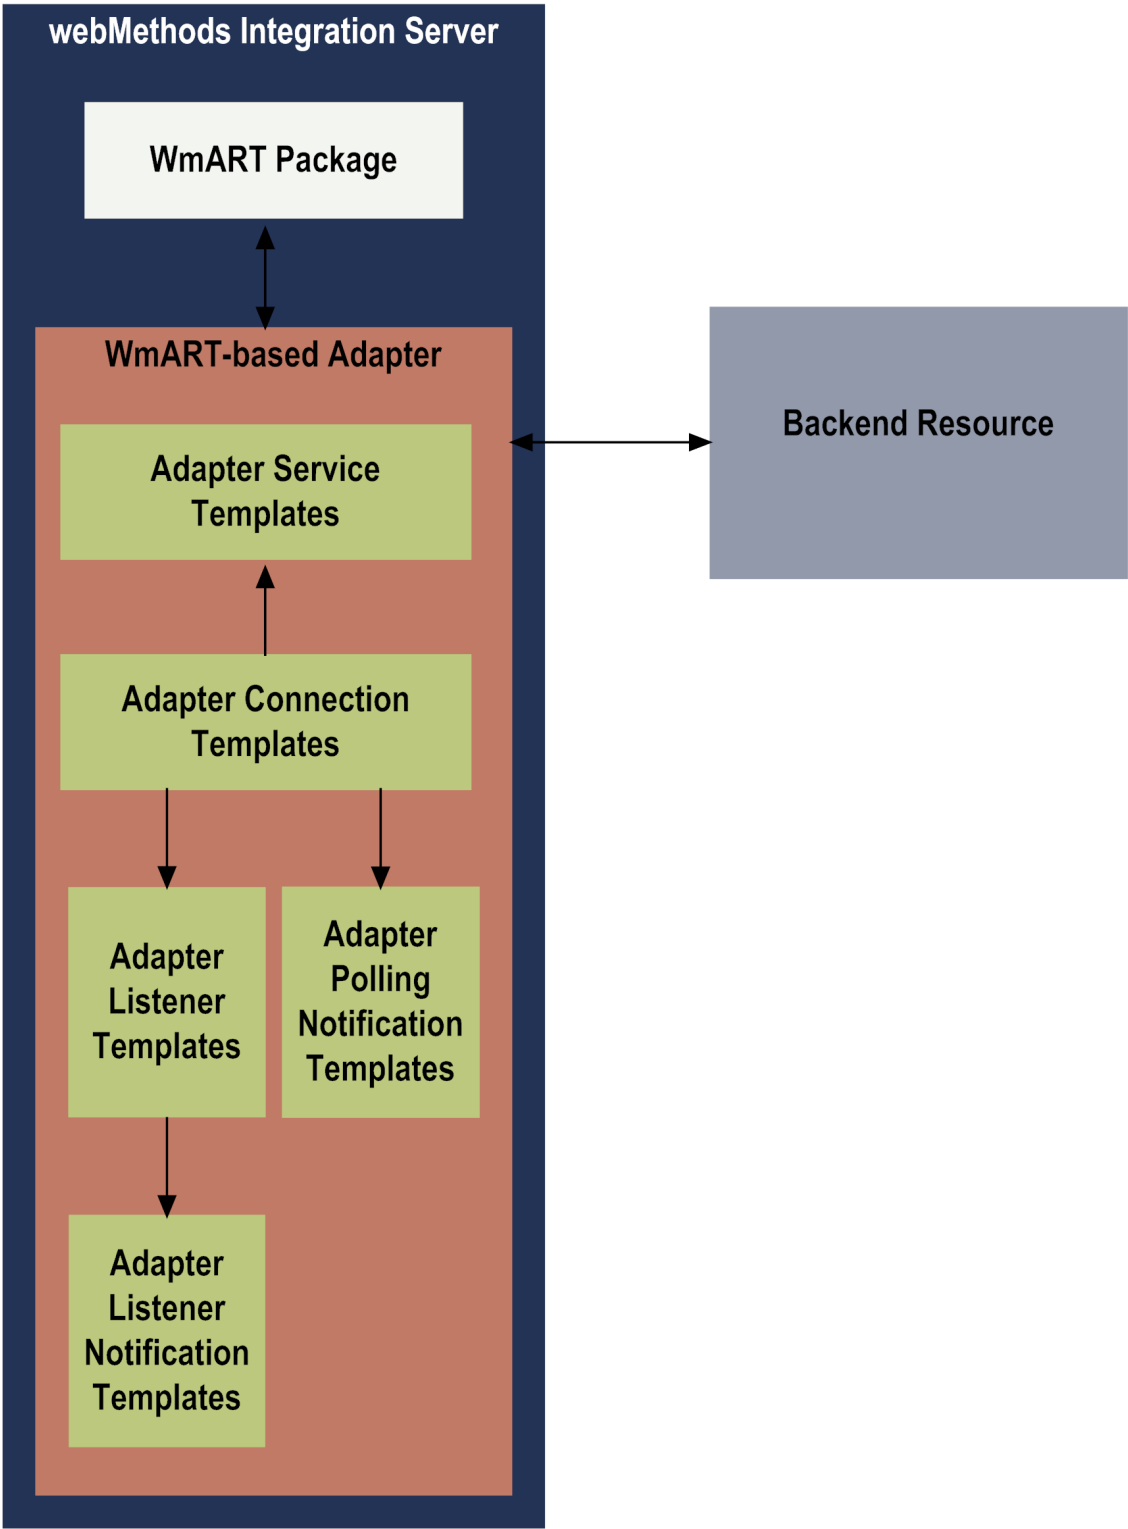 webMethods Integration Server
WmART Package
WmART-based Adapter
Adapter Service
Templates
Backend Resource
Adapter Connection
Templates
Adapter
Listener
Templates
Adapter
Polling
Notification
Templates
Adapter
Listener
Notification
Templates